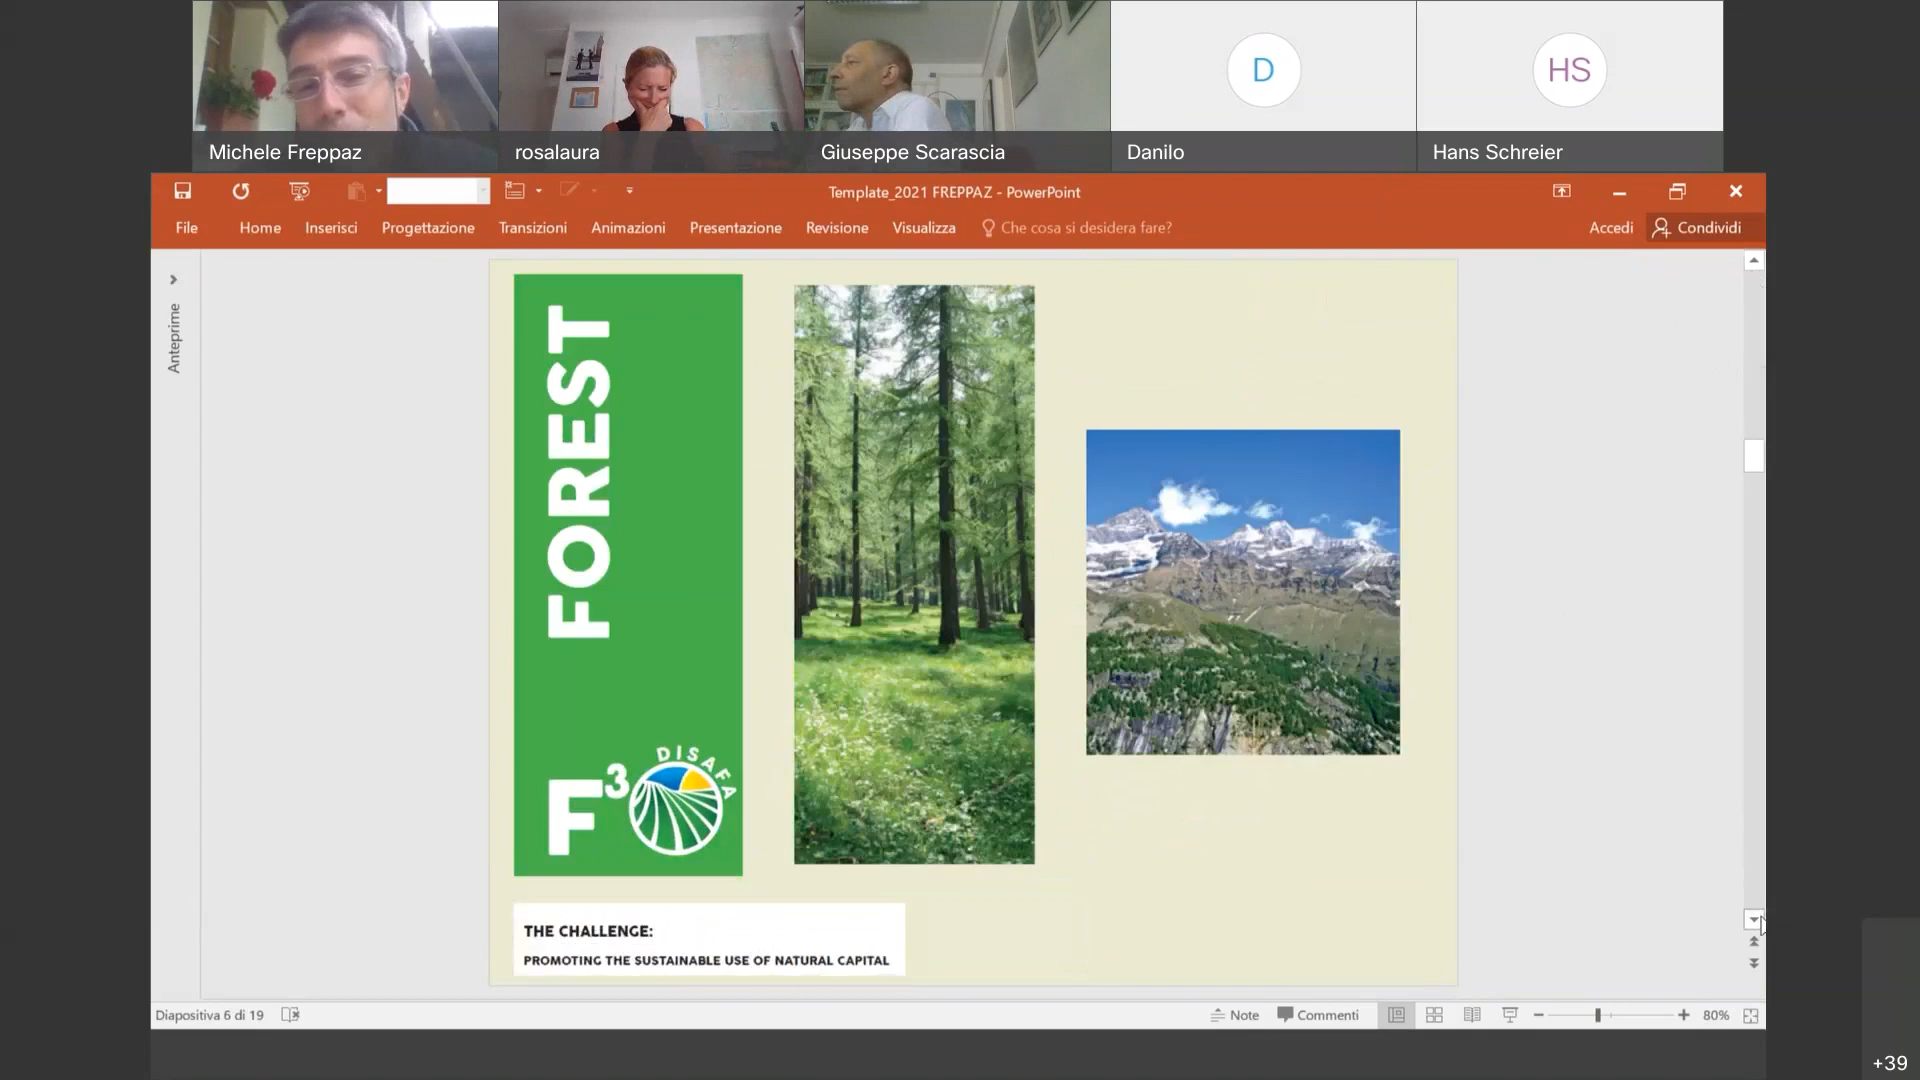 Michele Freppaz
rosalaura
Giuseppe Scarascia
D
Danilo
HS
Hans Schreier
Template_2021 FREPPAZ - PowerPoint
File Home Inserisci Progettazione Transizioni Animazioni Presentazione Revisione Visualizza Che cosa si desidera fare? Accedi Condividi
Anteprime
FOREST
F3 DISAFA
THE CHALLENGE:
PROMOTING THE SUSTAINABLE USE OF NATURAL CAPITAL
Diapositiva 6 di 19 Note Commenti 80%
+39